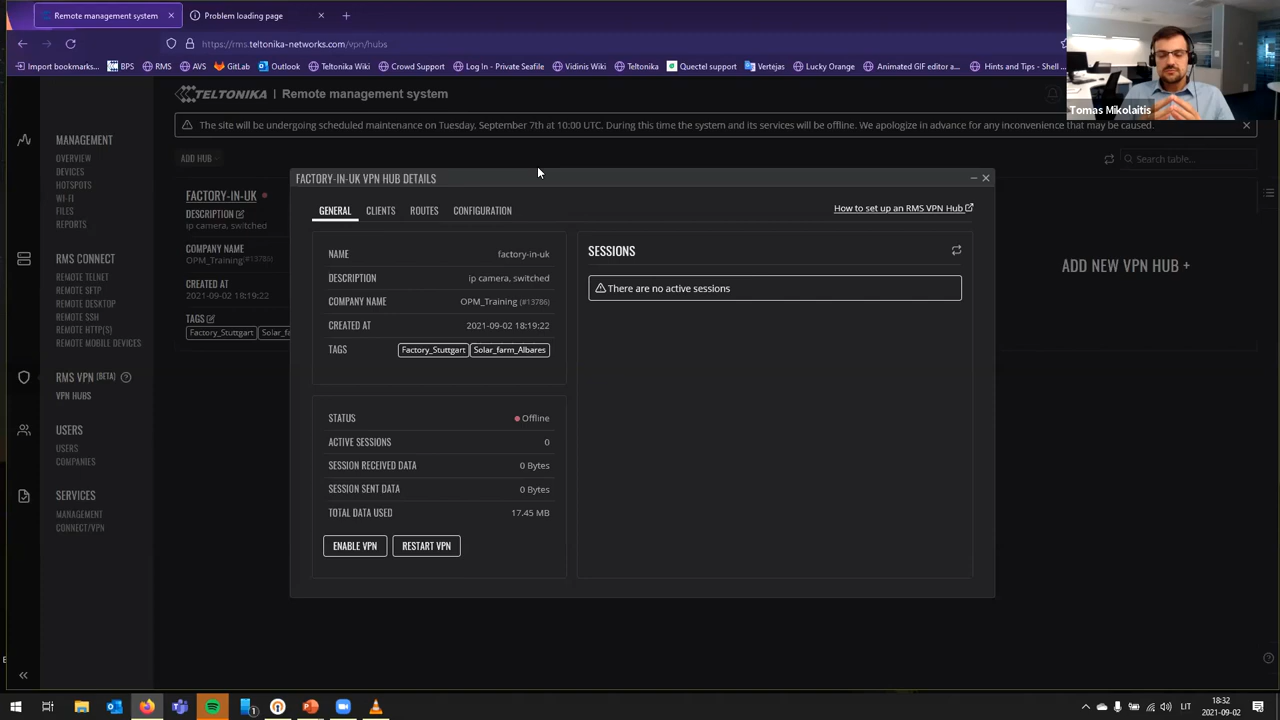 Remote management system
Problem loading page
https://rms.teltonika-networks.com/vpn/hubs
Import bookmarks...
BPS
RMS
AVS
GitLab
Outlook
Teltonika Wiki
Crowd Support
Files - Private Seafile
Vidinis Wiki
Teltonika
Quectel support
Vertėjas
Lucky Orange
Animated GIF editor a...
Hints and Tips - Shell ...
Tomas Mikolaitis
TELTONIKA | Remote management system
The site will be undergoing scheduled maintenance on Tuesday, September 7th at 10:00 UTC. During this time the system and its services will be offline. We apologize in advance for any inconvenience that may be caused.
MANAGEMENT
OVERVIEW
DEVICES
HOTSPOTS
WI-FI
FILES
REPORTS
RMS CONNECT
REMOTE TELNET
REMOTE SFTP
REMOTE DESKTOP
REMOTE SSH
REMOTE HTTP(S)
REMOTE MOBILE DEVICES
RMS VPN (BETA)
VPN HUBS
USERS
USERS
COMPANIES
SERVICES
MANAGEMENT
CONNECT/VPN
ADD HUB
Search table...
FACTORY-IN-UK
DESCRIPTION
ip camera, switched
COMPANY NAME
OPM_Training (#13786)
CREATED AT
2021-09-02 18:19:22
TAGS
Factory_Stuttgart
Solar_fa
ADD NEW VPN HUB +
FACTORY-IN-UK VPN HUB DETAILS
GENERAL
CLIENTS
ROUTES
CONFIGURATION
How to set up an RMS VPN Hub
NAME factory-in-uk
DESCRIPTION ip camera, switched
COMPANY NAME OPM_Training (#13786)
CREATED AT 2021-09-02 18:19:22
TAGS Factory_Stuttgart Solar_farm_Albares
STATUS Offline
ACTIVE SESSIONS 0
SESSION RECEIVED DATA 0 Bytes
SESSION SENT DATA 0 Bytes
TOTAL DATA USED 17.45 MB
ENABLE VPN
RESTART VPN
SESSIONS
There are no active sessions
LIT
18:32
2021-09-02